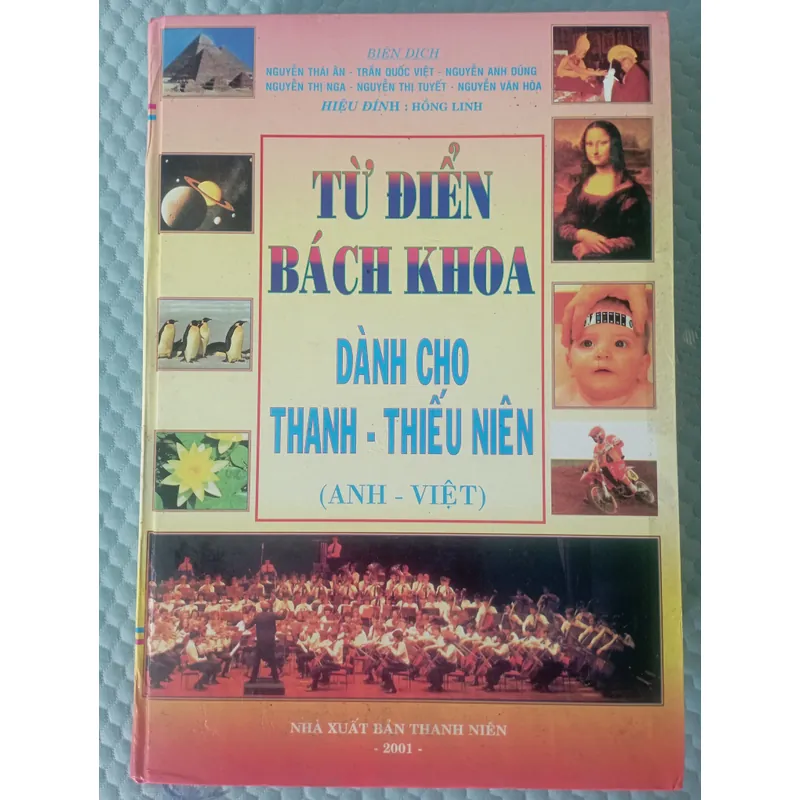 BIÊN DỊCH
NGUYỄN THÁI ÂN - TRẦN QUỐC VIỆT - NGUYỄN ANH DŨNG
NGUYỄN THỊ NGA - NGUYỄN THỊ TUYẾT - NGUYỄN VĂN HÒA
HIỆU ĐÍNH : HỒNG LINH
TỪ ĐIỂN
BÁCH KHOA
DÀNH CHO
THANH - THIẾU NIÊN
(ANH - VIỆT)
NHÀ XUẤT BẢN THANH NIÊN
- 2001 -